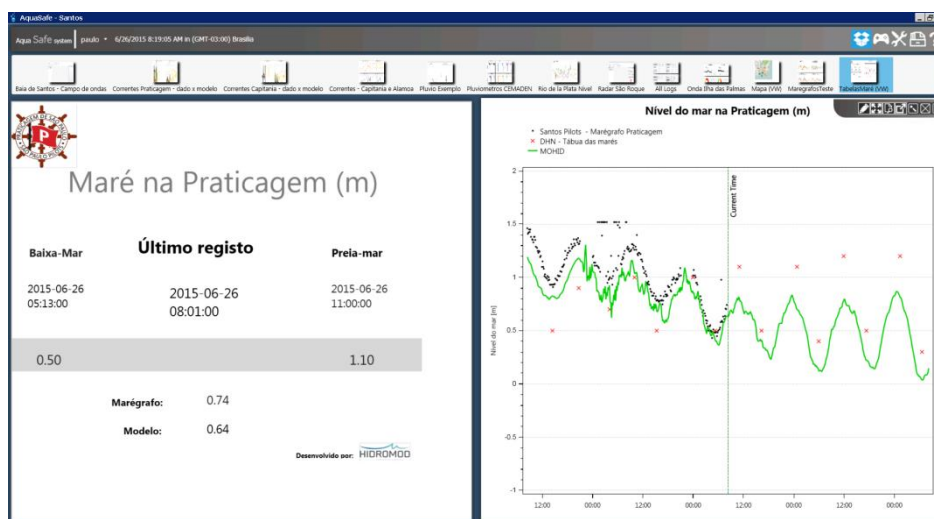 AquaSafe - Santos
Aqua Safe system paulo 6/26/2015 8:19:05 AM in (GMT-03:00) Brasilia
Baia de Santos - Campo de ondas Correntes Praticagem - dado x modelo Correntes Capitania - dado x modelo Correntes - Capitania e Alamoa Pluvio Exemplo Pluviometros CEMADEN Rio de la Plata Nivel Radar São Roque All Logs Onda Ilha das Palmas Mapa (VW) MaregrafosTeste TabelasMaré (VW)
PRATICAGEM DE SÃO PAULO
P
SÃO PAULO PILOTS
Maré na Praticagem (m)
Baixa-Mar Último registo Preia-mar
2015-06-26 05:13:00
2015-06-26 08:01:00
2015-06-26 11:00:00
0.50 1.10
Marégrafo: 0.74
Modelo: 0.64
Desenvolvido por: HIDROMOD
Nível do mar na Praticagem (m)
Santos Pilots - Marégrafo Praticagem
DHN - Tábua das marés
MOHID
Current Time
Nível do mar [m]
2
1.5
1
0.5
0
-0.5
-1
12:00 00:00 12:00 00:00 12:00 00:00 12:00 00:00